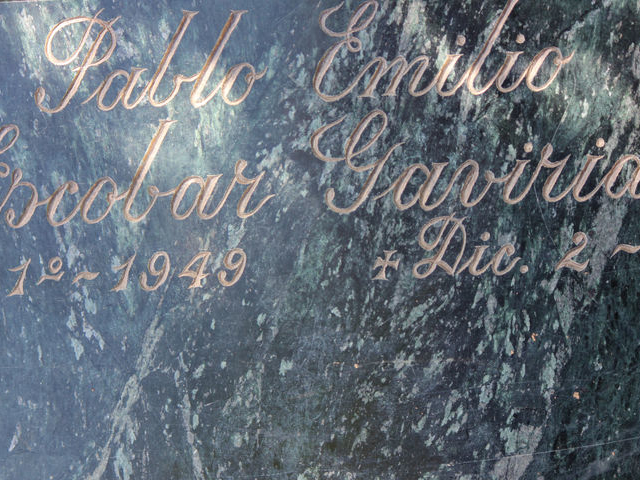 Pablo Emilio
Escobar Gaviria
1º ~ 1949 + Dic. 2 ~